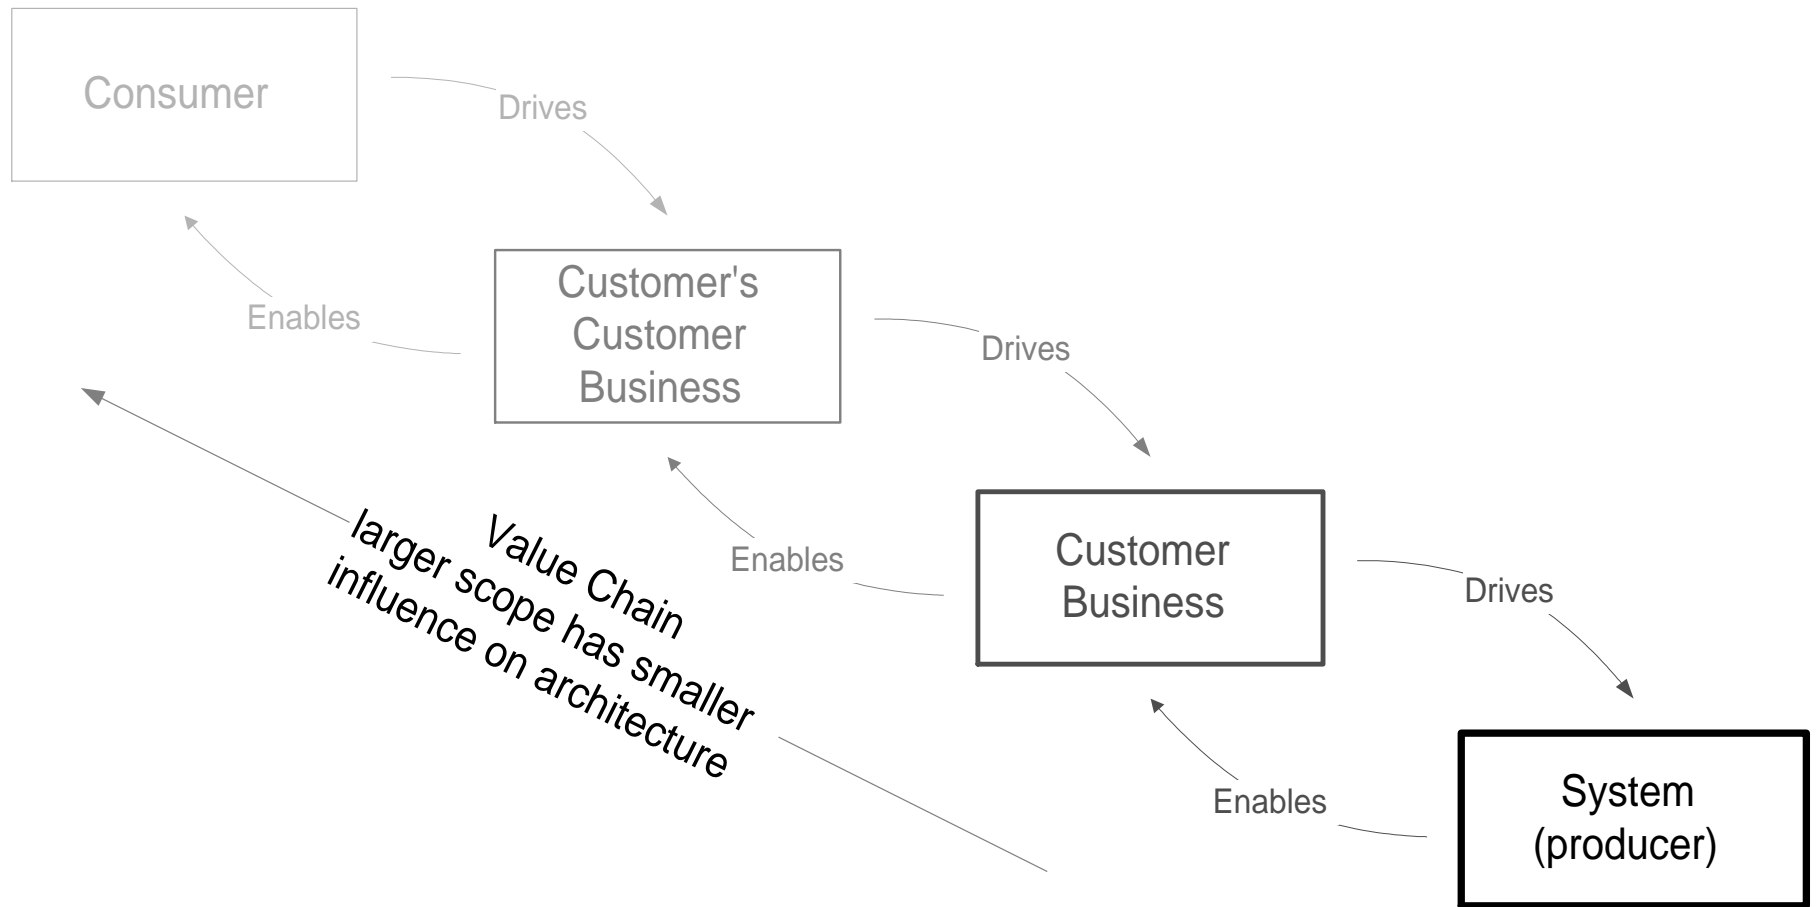 Consumer
Drives
Enables
Customer's
Customer
Business
Drives
Enables
Value Chain
larger scope has smaller
influence on architecture
Customer
Business
Drives
Enables
System
(producer)